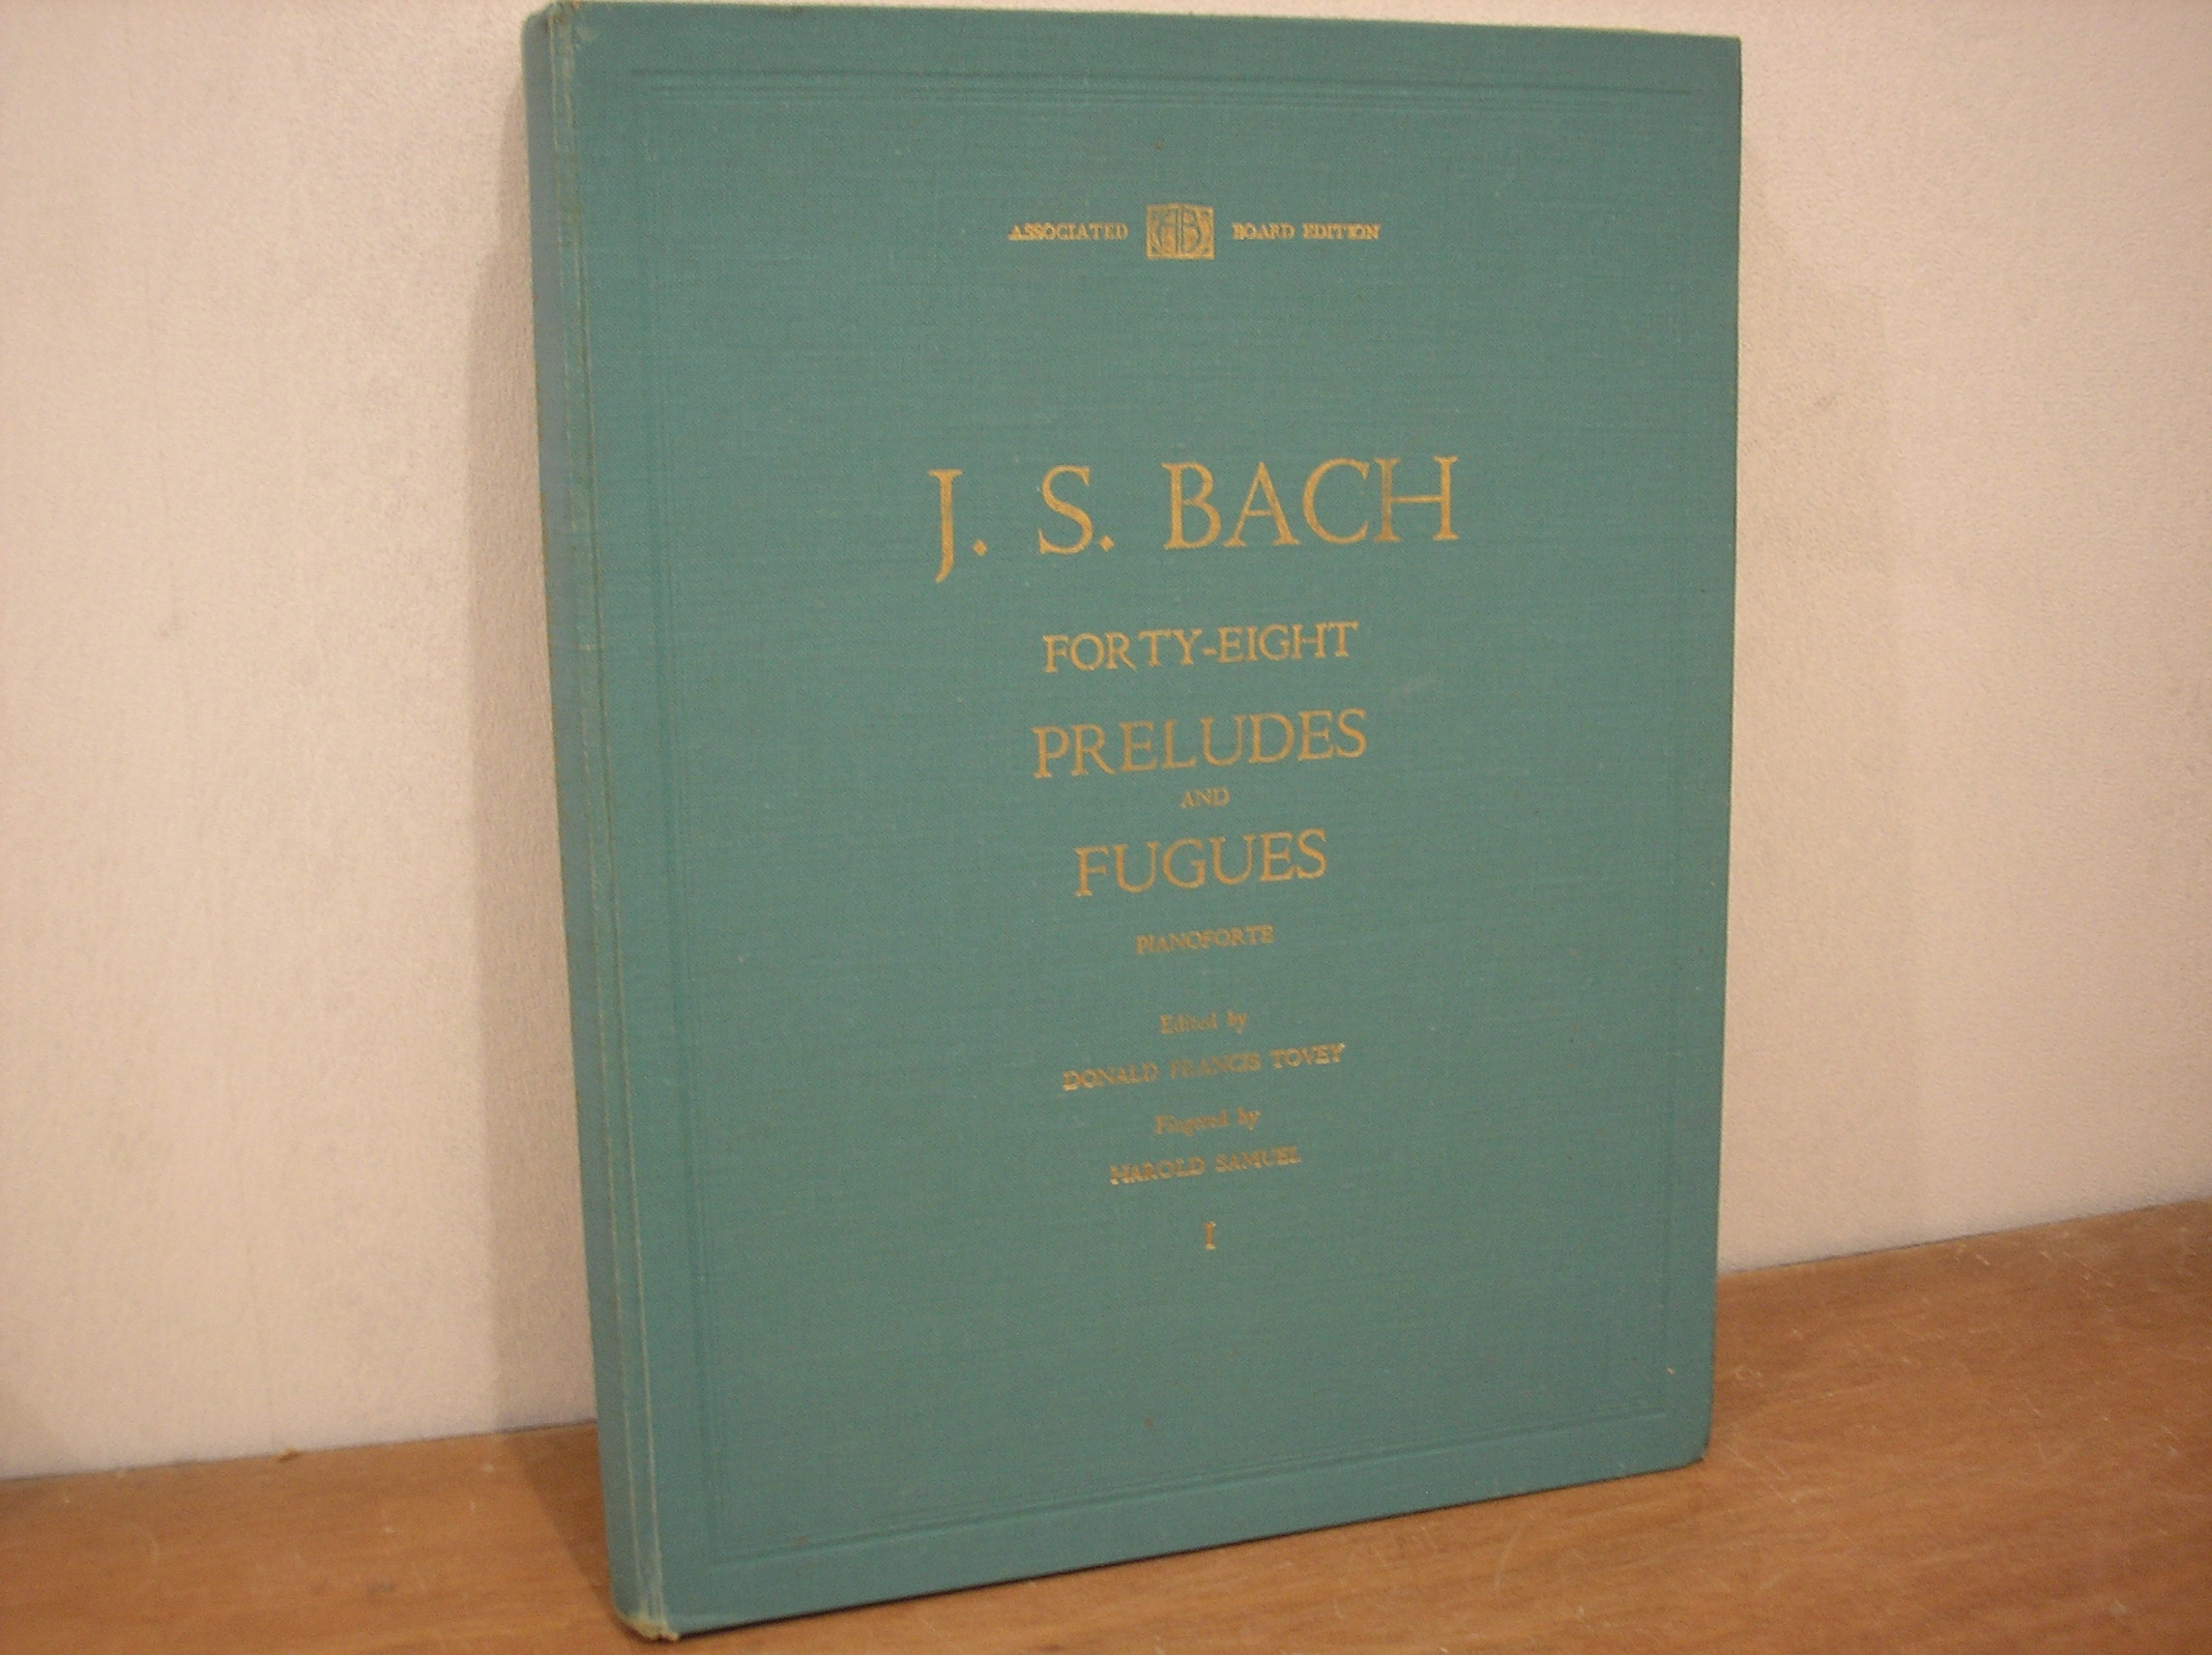 ASSOCIATED AB BOARD EDITION
J. S. BACH
FORTY-EIGHT
PRELUDES
AND
FUGUES
PIANOFORTE
Edited by
DONALD FRANCIS TOVEY
Fingered by
HAROLD SAMUEL
I